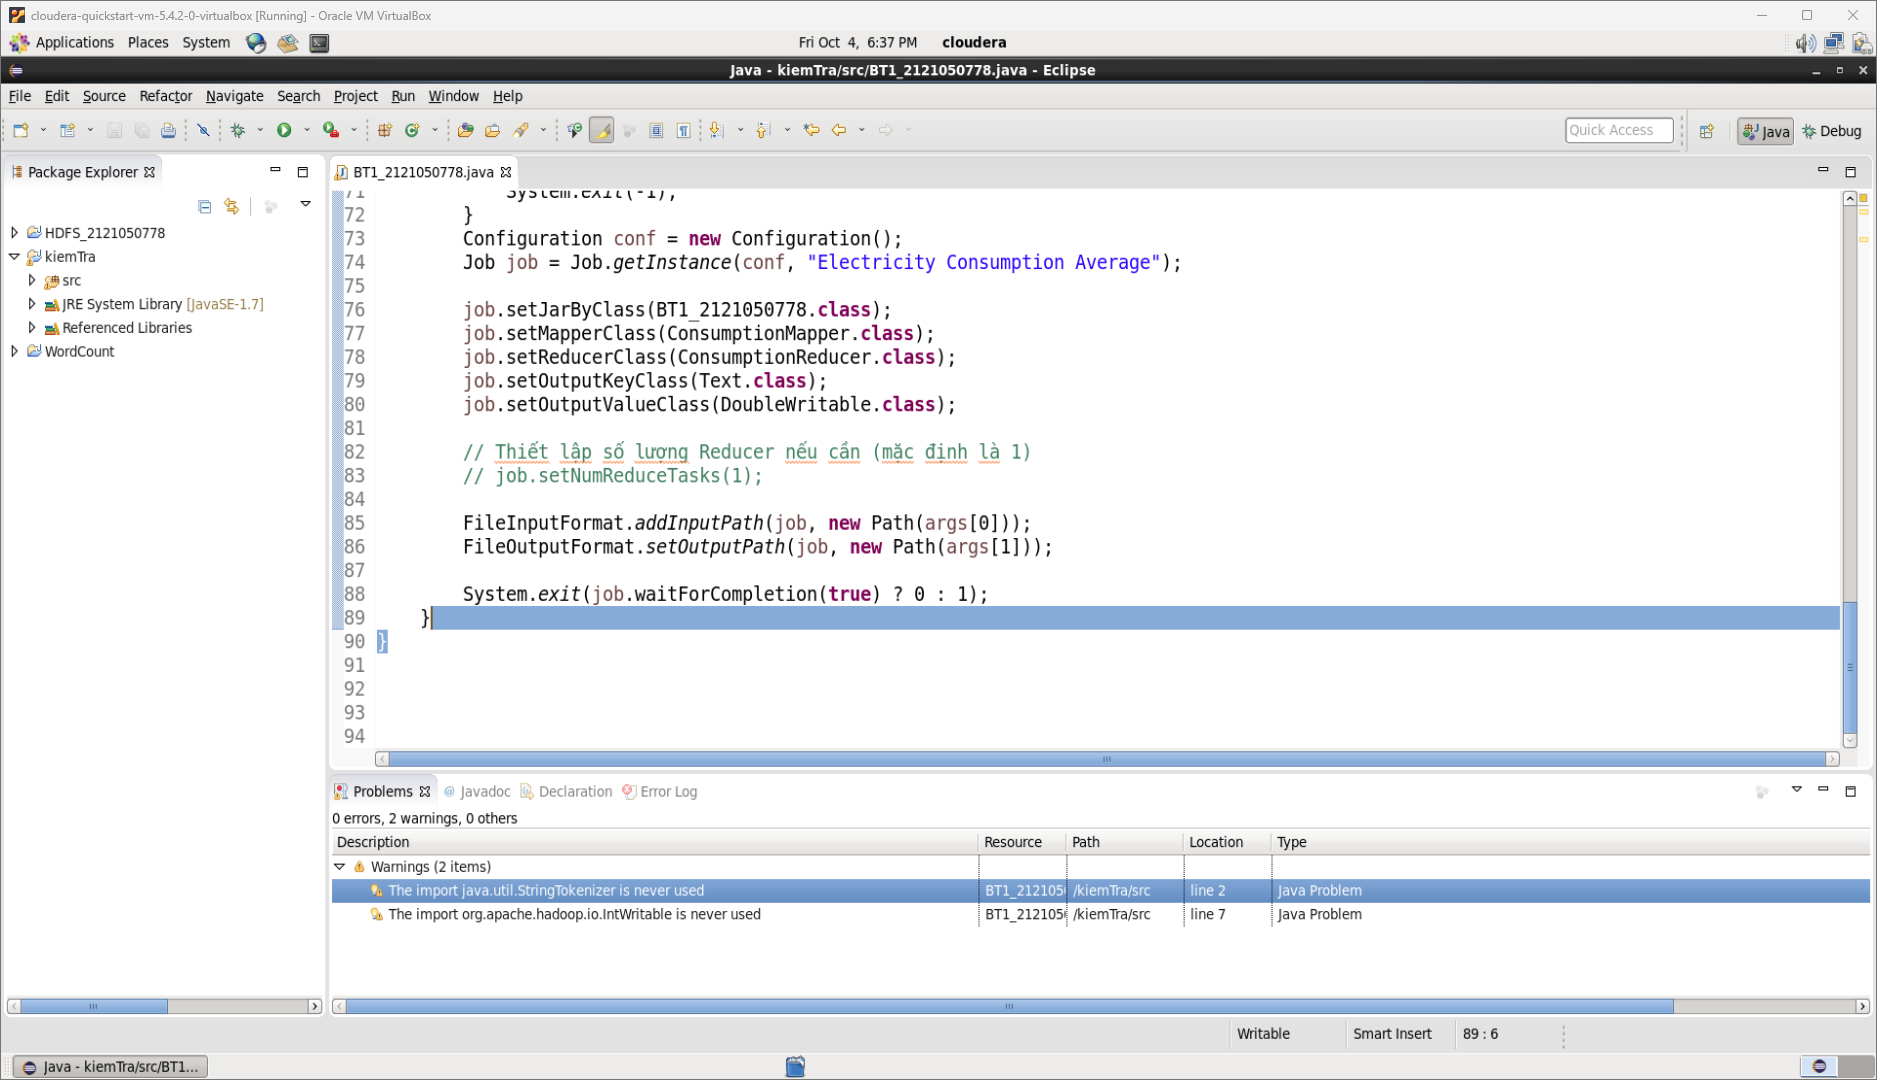 cloudera-quickstart-vm-5.4.2-0-virtualbox [Running] - Oracle VM VirtualBox
Applications Places System
Fri Oct 4, 6:37 PM cloudera
Java - kiemTra/src/BT1_2121050778.java - Eclipse
File Edit Source Refactor Navigate Search Project Run Window Help
Quick Access
Java
Debug
Package Explorer
HDFS_2121050778
kiemTra
src
JRE System Library [JavaSE-1.7]
Referenced Libraries
WordCount
BT1_2121050778.java
71 System.exit(-1);
72 }
73 Configuration conf = new Configuration();
74 Job job = Job.getInstance(conf, "Electricity Consumption Average");
75
76 job.setJarByClass(BT1_2121050778.class);
77 job.setMapperClass(ConsumptionMapper.class);
78 job.setReducerClass(ConsumptionReducer.class);
79 job.setOutputKeyClass(Text.class);
80 job.setOutputValueClass(DoubleWritable.class);
81
82 // Thiết lập số lượng Reducer nếu cần (mặc định là 1)
83 // job.setNumReduceTasks(1);
84
85 FileInputFormat.addInputPath(job, new Path(args[0]));
86 FileOutputFormat.setOutputPath(job, new Path(args[1]));
87
88 System.exit(job.waitForCompletion(true) ? 0 : 1);
89 }
90 }
91
92
93
94
Problems Javadoc Declaration Error Log
0 errors, 2 warnings, 0 others
Description Resource Path Location Type
Warnings (2 items)
The import java.util.StringTokenizer is never used BT1_212105 /kiemTra/src line 2 Java Problem
The import org.apache.hadoop.io.IntWritable is never used BT1_212105 /kiemTra/src line 7 Java Problem
Writable Smart Insert 89 : 6
Java - kiemTra/src/BT1...